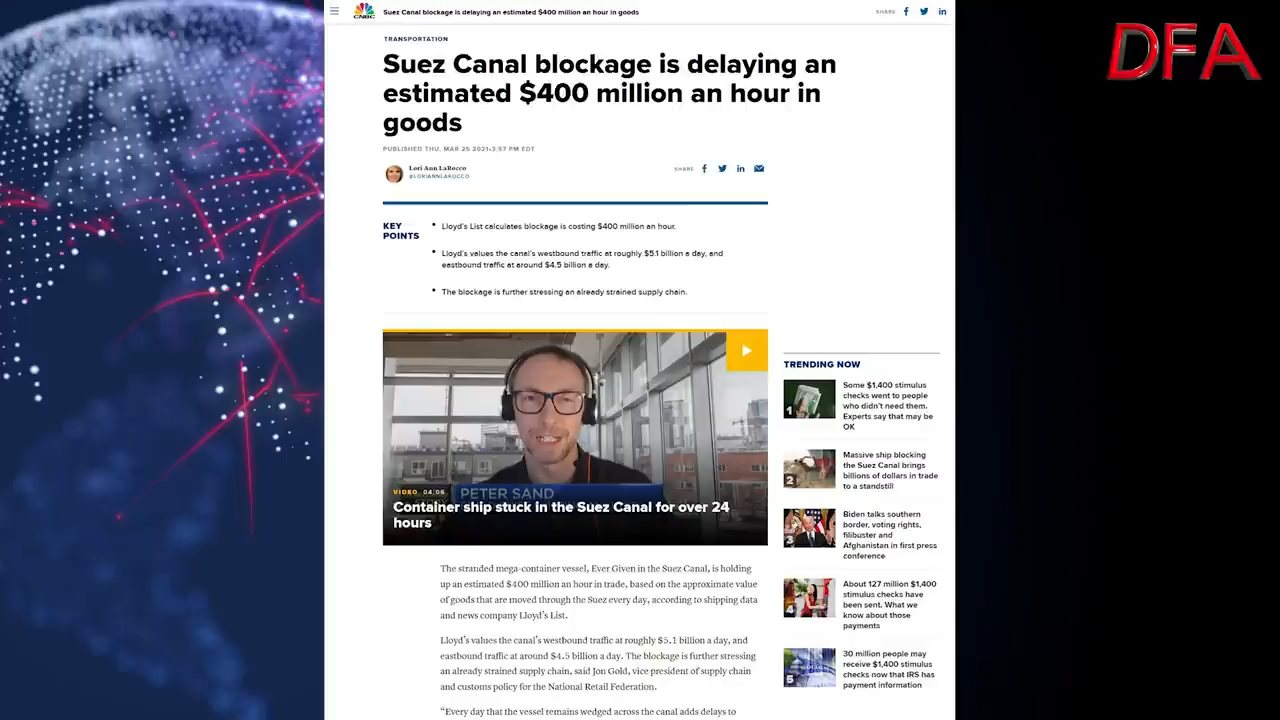 CNBC
Suez Canal blockage is delaying an estimated $400 million an hour in goods
SHARE
DFA
TRANSPORTATION
Suez Canal blockage is delaying an
estimated $400 million an hour in
goods
PUBLISHED THU, MAR 25 2021•3:57 PM EDT
Lori Ann LaRocco
@LORIANNLAROCCO
SHARE
KEY
POINTS
• Lloyd's List calculates blockage is costing $400 million an hour.
• Lloyd's values the canal's westbound traffic at roughly $5.1 billion a day, and
eastbound traffic at around $4.5 billion a day.
• The blockage is further stressing an already strained supply chain.
PETER SAND
VIDEO 04:06
Container ship stuck in the Suez Canal for over 24
hours
The stranded mega-container vessel, Ever Given in the Suez Canal, is holding
up an estimated $400 million an hour in trade, based on the approximate value
of goods that are moved through the Suez every day, according to shipping data
and news company Lloyd's List.
Lloyd's values the canal's westbound traffic at roughly $5.1 billion a day, and
eastbound traffic at around $4.5 billion a day. The blockage is further stressing
an already strained supply chain, said Jon Gold, vice president of supply chain
and customs policy for the National Retail Federation.
“Every day that the vessel remains wedged across the canal adds delays to
TRENDING NOW
1
Some $1,400 stimulus
checks went to people
who didn't need them.
Experts say that may be
OK
2
Massive ship blocking
the Suez Canal brings
billions of dollars in trade
to a standstill
3
Biden talks southern
border, voting rights,
filibuster and
Afghanistan in first press
conference
4
About 127 million $1,400
stimulus checks have
been sent. What we
know about those
payments
5
30 million people may
receive $1,400 stimulus
checks now that IRS has
payment information